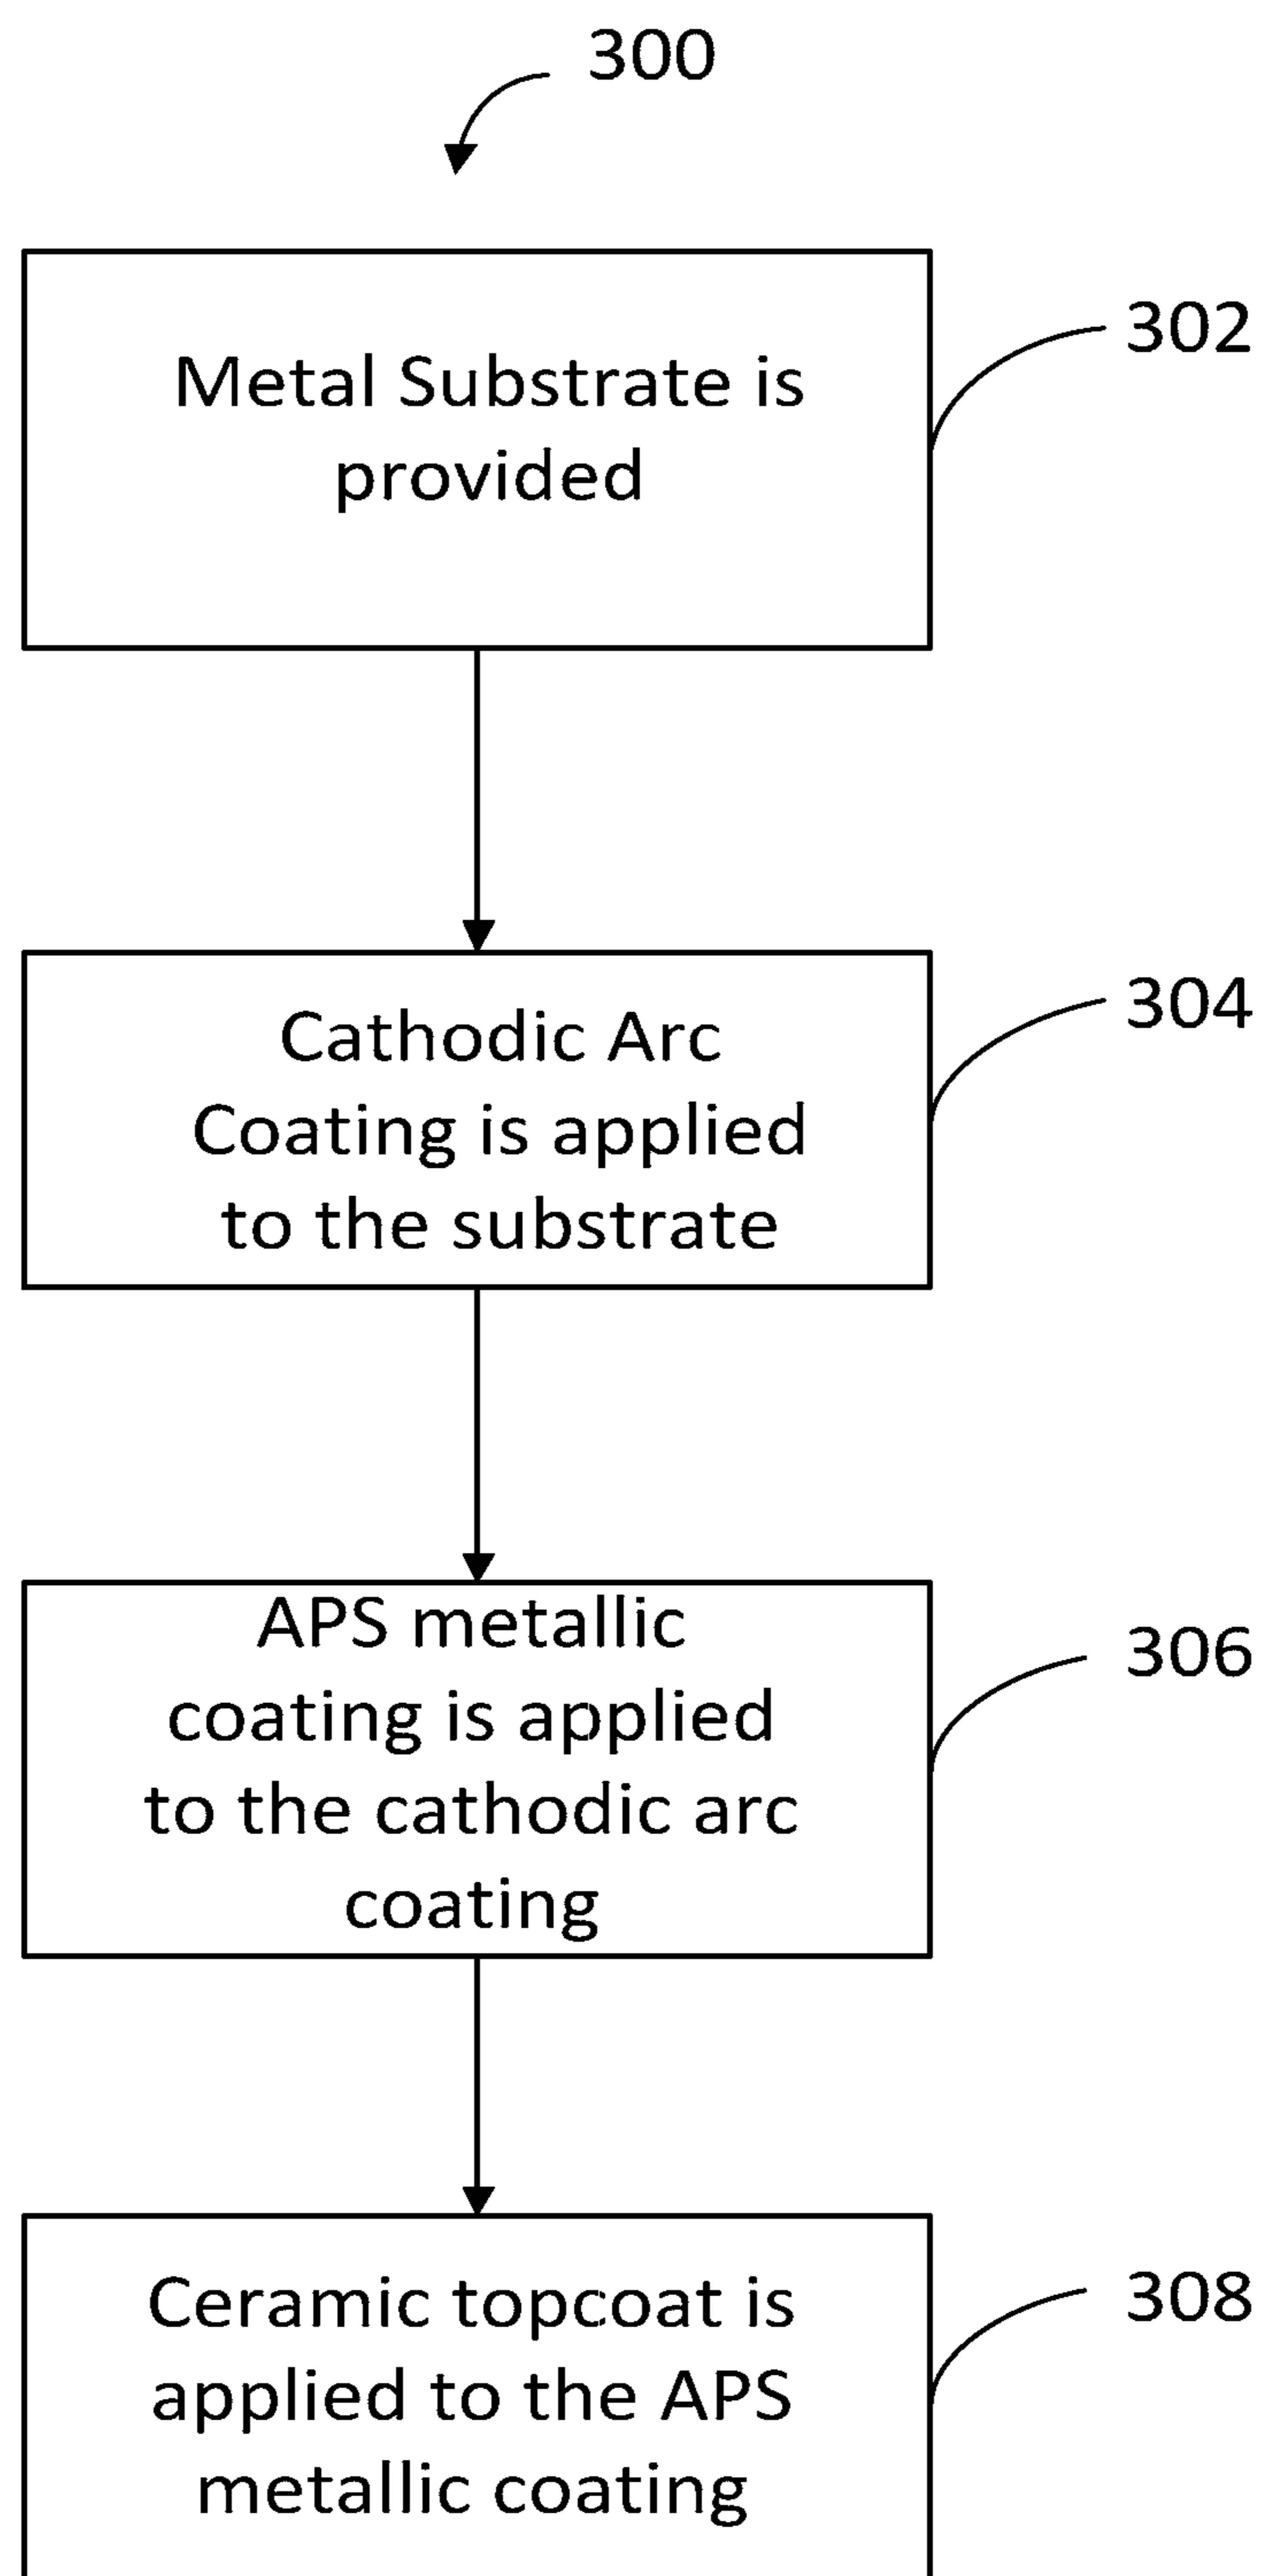 300
Metal Substrate is
provided
302
Cathodic Arc
Coating is applied
to the substrate
304
APS metallic
coating is applied
to the cathodic arc
coating
306
Ceramic topcoat is
applied to the APS
metallic coating
308